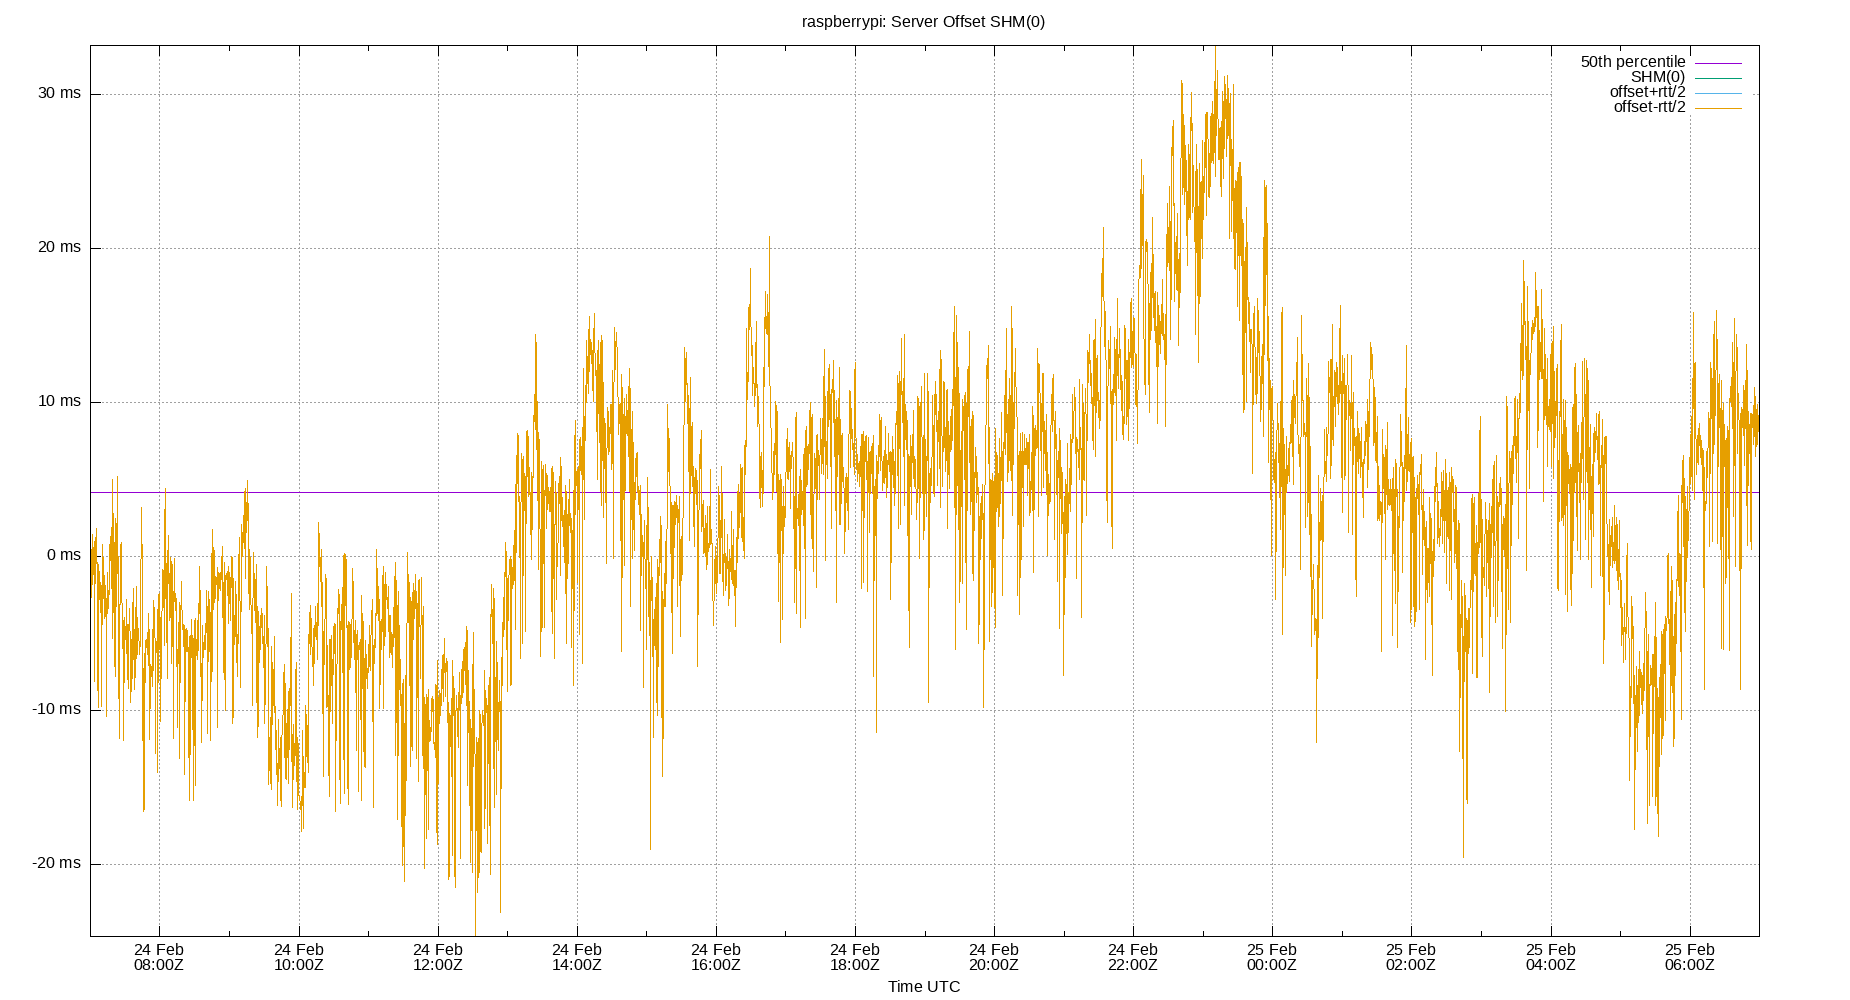 raspberrypi: Server Offset SHM(0)
50th percentile
SHM(0)
offset+rtt/2
offset-rtt/2
30 ms
20 ms
10 ms
0 ms
-10 ms
-20 ms
24 Feb 24 Feb 24 Feb 24 Feb 24 Feb 24 Feb 24 Feb 24 Feb 25 Feb 25 Feb 25 Feb 25 Feb
08:00Z 10:00Z 12:00Z 14:00Z 16:00Z 18:00Z 20:00Z 22:00Z 00:00Z 02:00Z 04:00Z 06:00Z
Time UTC